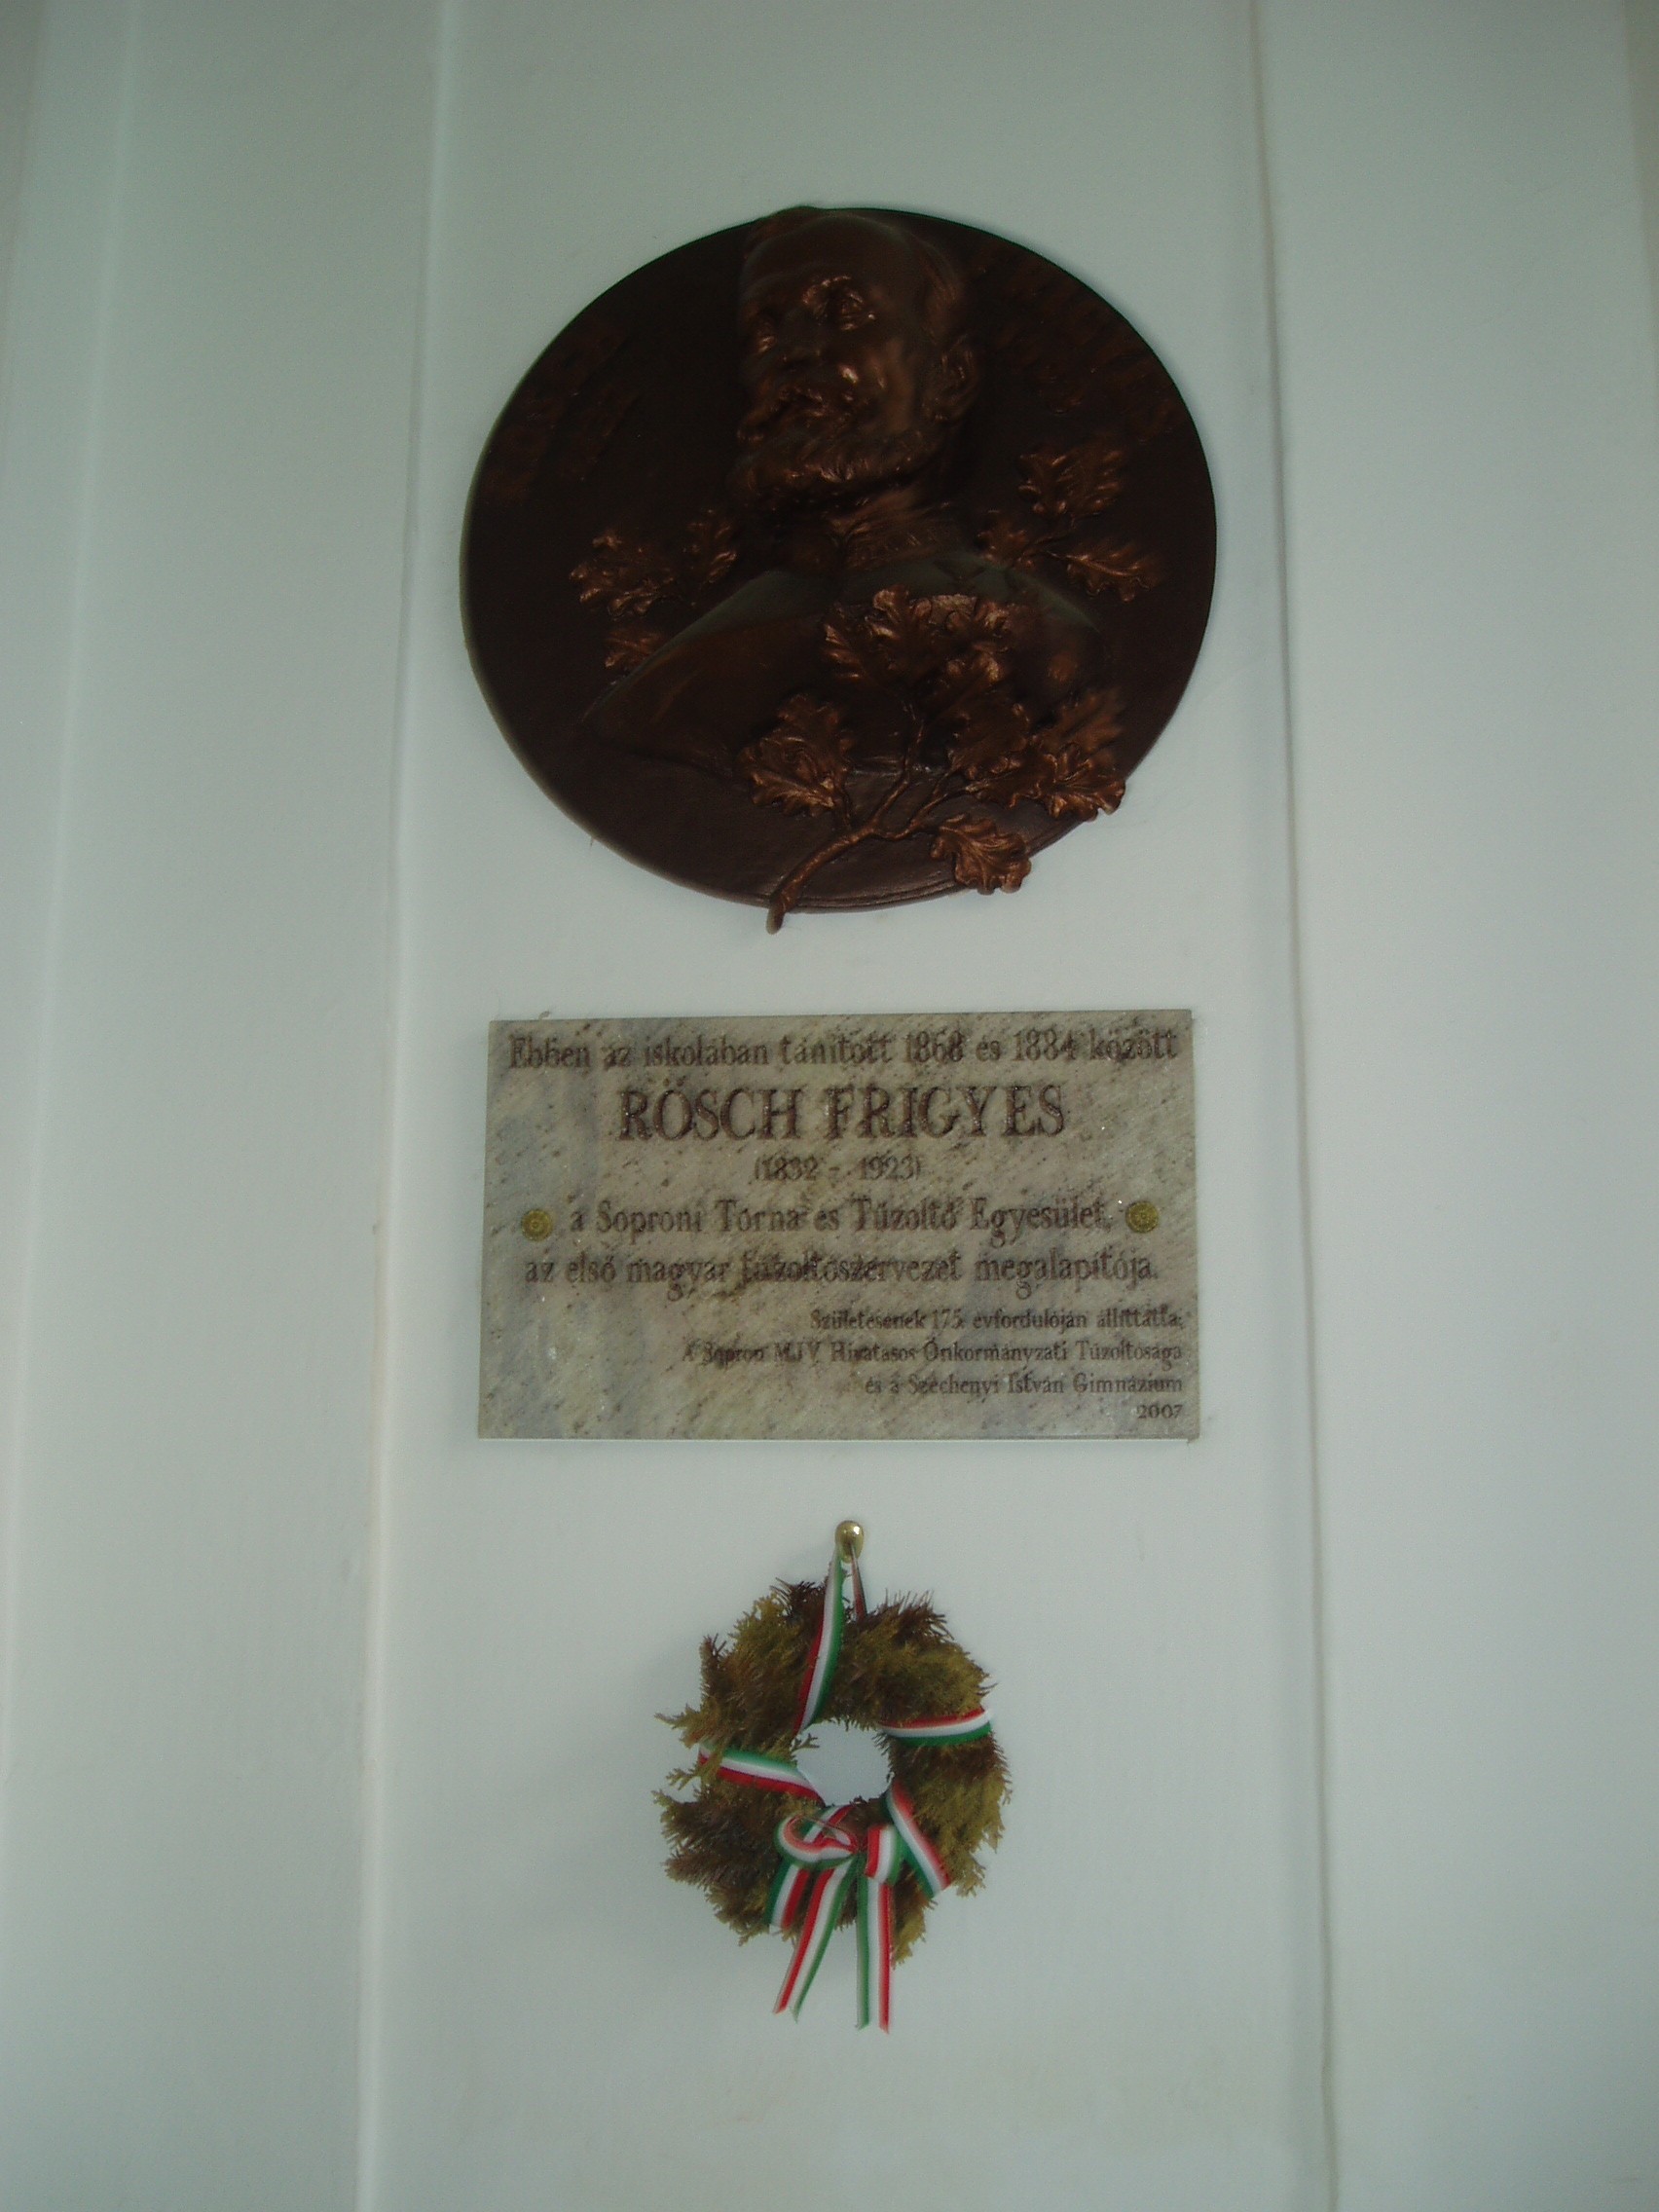 Ebben az iskolában tanított 1868 és 1884 között
RÖSCH FRIGYES
(1832 - 1923)
a Soproni Torna és Tűzoltó Egyesület,
az első magyar tűzoltószervezet megalapítója.
Születésének 175. évfordulóján állíttatta:
A Sopron MJV Hivatásos Önkormányzati Tűzoltósága
és a Széchenyi István Gimnázium
2007